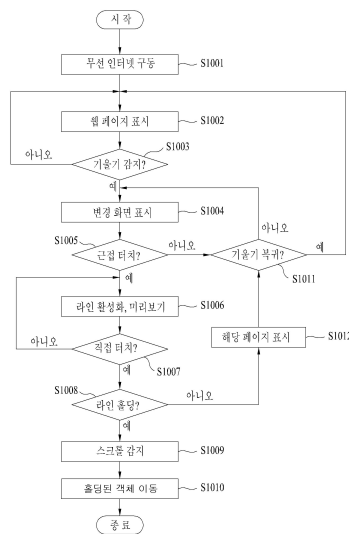 시 작
무선 인터넷 구동
S1001
웹 페이지 표시
S1002
아니오
기울기 감지?
S1003
예
변경 화면 표시
S1004
아니오
S1005
근접 터치?
아니오
기울기 복귀?
예
S1011
예
라인 활성화, 미리보기
S1006
해당 페이지 표시
S1012
아니오
직접 터치?
S1007
예
S1008
라인 홀딩?
아니오
예
스크롤 감지
S1009
홀딩된 객체 이동
S1010
종 료